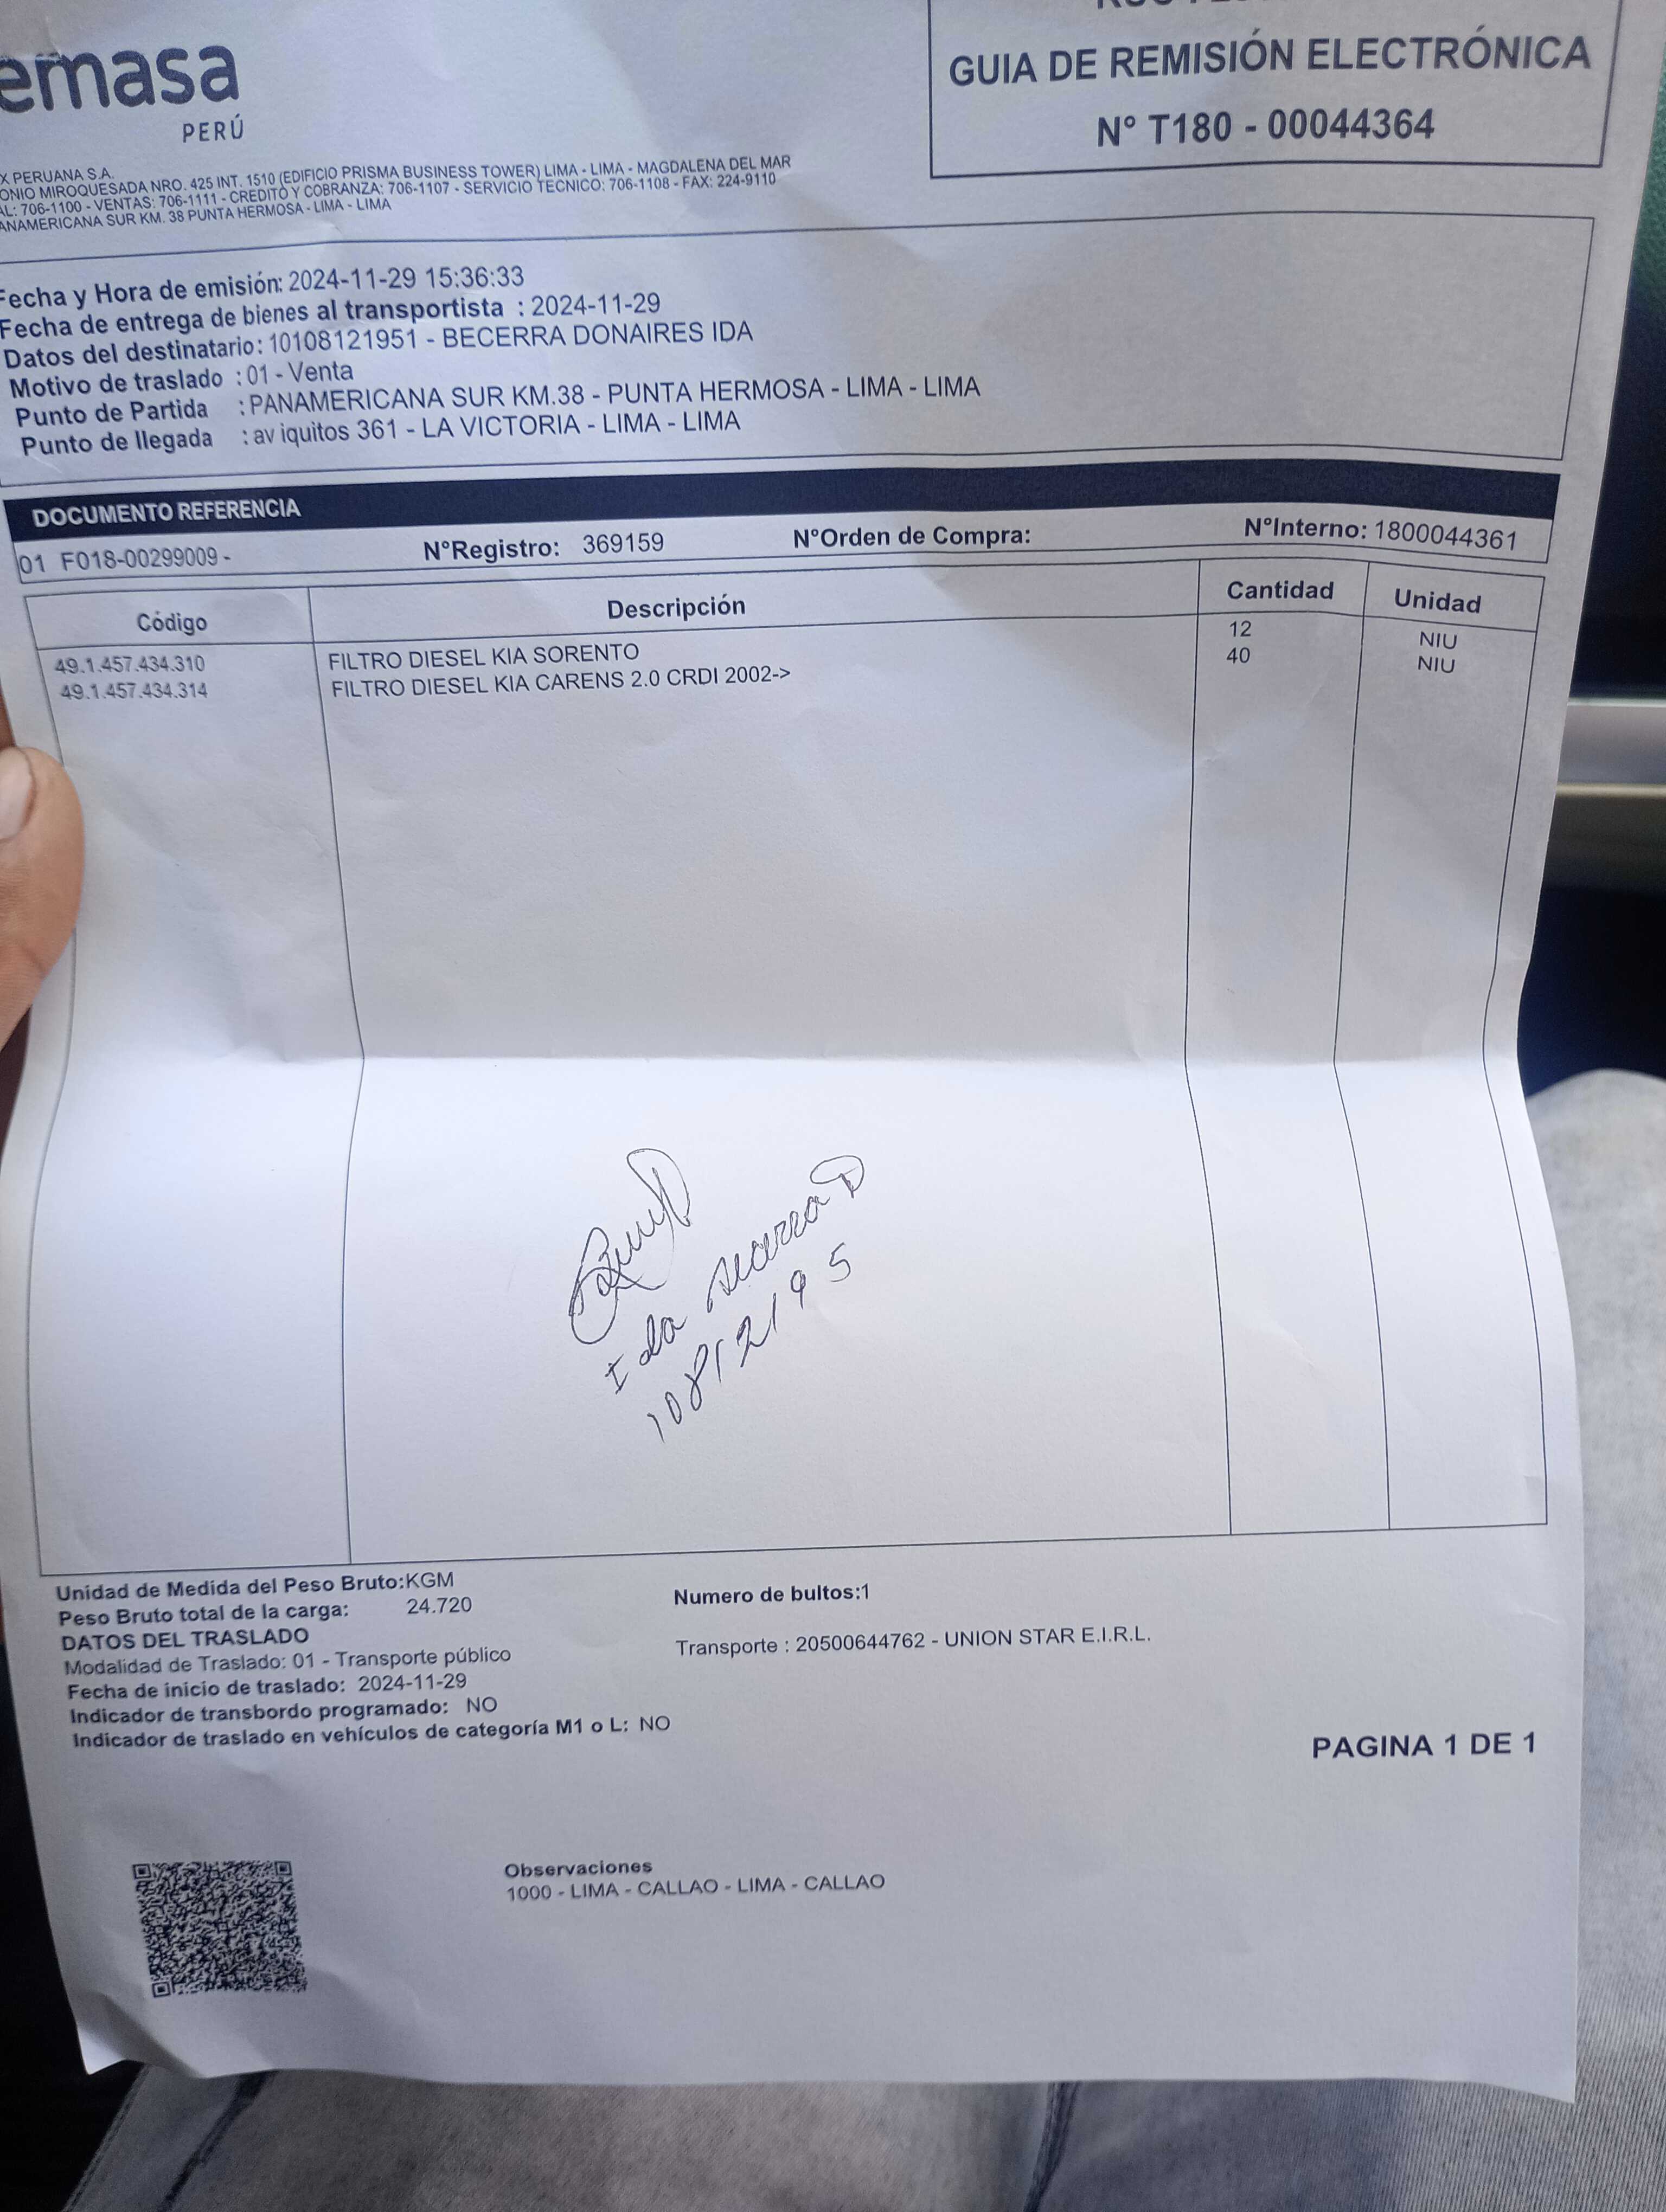 emasa
PERÚ
GUIA DE REMISIÓN ELECTRÓNICA
N° T180 - 00044364
X PERUANA S.A.
ONIO MIROQUESADA NRO. 425 INT. 1510 (EDIFICIO PRISMA BUSINESS TOWER) LIMA - LIMA - MAGDALENA DEL MAR
AL: 706-1100 - VENTAS: 706-1111 - CREDITO Y COBRANZA: 706-1107 - SERVICIO TECNICO: 706-1108 - FAX: 224-9110
ANAMERICANA SUR KM. 38 PUNTA HERMOSA - LIMA - LIMA
Fecha y Hora de emisión: 2024-11-29 15:36:33
Fecha de entrega de bienes al transportista : 2024-11-29
Datos del destinatario: 10108121951 - BECERRA DONAIRES IDA
Motivo de traslado : 01 - Venta
Punto de Partida : PANAMERICANA SUR KM.38 - PUNTA HERMOSA - LIMA - LIMA
Punto de llegada : av iquitos 361 - LA VICTORIA - LIMA - LIMA
DOCUMENTO REFERENCIA
01 F018-00299009 - N°Registro: 369159 N°Orden de Compra: N°Interno: 1800044361
Código Descripción Cantidad Unidad
49.1.457.434.310 FILTRO DIESEL KIA SORENTO 12 NIU
49.1.457.434.314 FILTRO DIESEL KIA CARENS 2.0 CRDI 2002-> 40 NIU
Ida Becerra D
10812195
Unidad de Medida del Peso Bruto:KGM
Peso Bruto total de la carga: 24.720 Numero de bultos:1
DATOS DEL TRASLADO
Modalidad de Traslado: 01 - Transporte público Transporte : 20500644762 - UNION STAR E.I.R.L.
Fecha de inicio de traslado: 2024-11-29
Indicador de transbordo programado: NO
Indicador de traslado en vehículos de categoría M1 o L: NO
PAGINA 1 DE 1
Observaciones
1000 - LIMA - CALLAO - LIMA - CALLAO